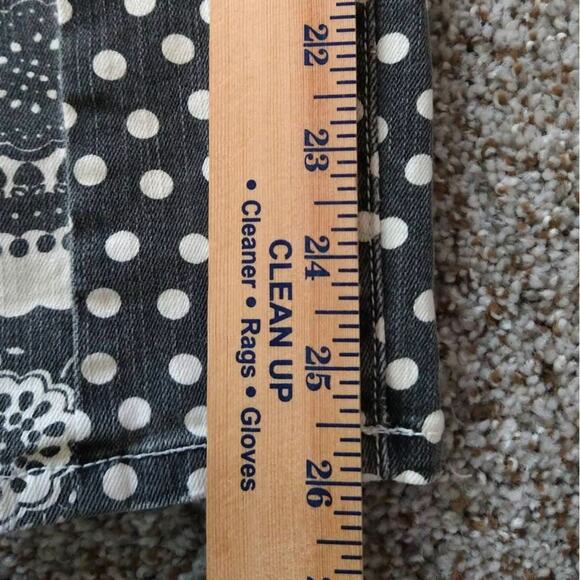 22
23
24
25
26
CLEAN UP
• Cleaner • Rags • Gloves